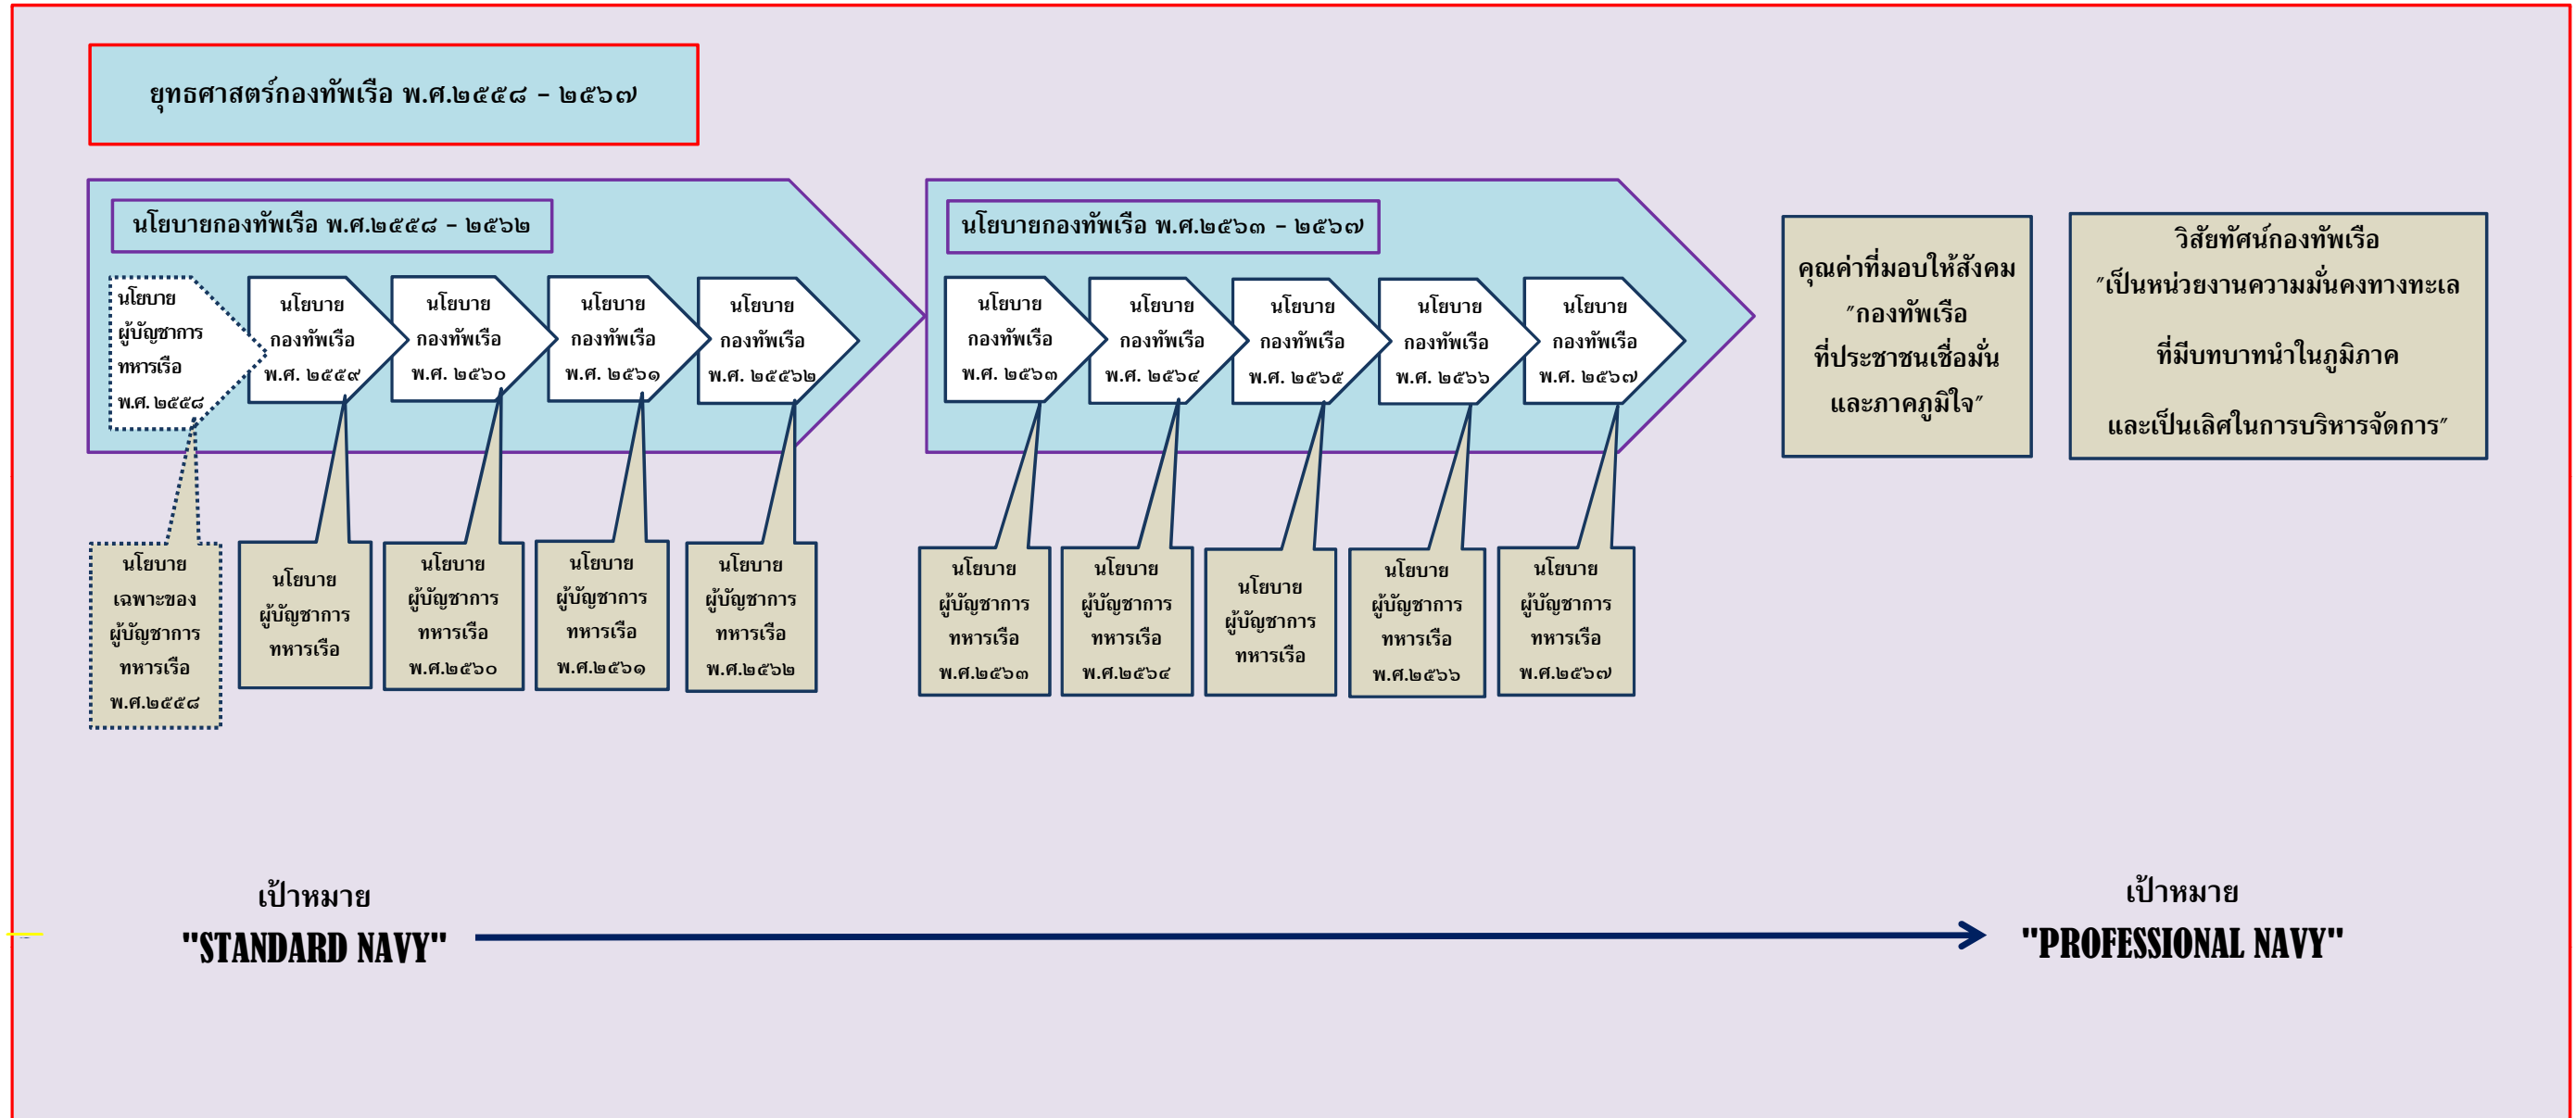 ยุทธศาสตร์กองทัพเรือ พ.ศ.๒๕๕๘ - ๒๕๖๗
นโยบายกองทัพเรือ พ.ศ.๒๕๕๘ - ๒๕๖๒
นโยบาย
ผู้บัญชาการ
ทหารเรือ
พ.ศ. ๒๕๕๘
นโยบาย
กองทัพเรือ
พ.ศ. ๒๕๕๙
นโยบาย
กองทัพเรือ
พ.ศ. ๒๕๖๐
นโยบาย
กองทัพเรือ
พ.ศ. ๒๕๖๑
นโยบาย
กองทัพเรือ
พ.ศ. ๒๕๕๖๒
นโยบายกองทัพเรือ พ.ศ.๒๕๖๓ - ๒๕๖๗
นโยบาย
กองทัพเรือ
พ.ศ. ๒๕๖๓
นโยบาย
กองทัพเรือ
พ.ศ. ๒๕๖๔
นโยบาย
กองทัพเรือ
พ.ศ. ๒๕๖๕
นโยบาย
กองทัพเรือ
พ.ศ. ๒๕๖๖
นโยบาย
กองทัพเรือ
พ.ศ. ๒๕๖๗
คุณค่าที่มอบให้สังคม
"กองทัพเรือ
ที่ประชาชนเชื่อมั่น
และภาคภูมิใจ"
วิสัยทัศน์กองทัพเรือ
"เป็นหน่วยงานความมั่นคงทางทะเล
ที่มีบทบาทนำในภูมิภาค
และเป็นเลิศในการบริหารจัดการ"
นโยบาย
เฉพาะของ
ผู้บัญชาการ
ทหารเรือ
พ.ศ.๒๕๕๘
นโยบาย
ผู้บัญชาการ
ทหารเรือ
นโยบาย
ผู้บัญชาการ
ทหารเรือ
พ.ศ.๒๕๖๐
นโยบาย
ผู้บัญชาการ
ทหารเรือ
พ.ศ.๒๕๖๑
นโยบาย
ผู้บัญชาการ
ทหารเรือ
พ.ศ.๒๕๖๒
นโยบาย
ผู้บัญชาการ
ทหารเรือ
พ.ศ.๒๕๖๓
นโยบาย
ผู้บัญชาการ
ทหารเรือ
พ.ศ.๒๕๖๔
นโยบาย
ผู้บัญชาการ
ทหารเรือ
นโยบาย
ผู้บัญชาการ
ทหารเรือ
พ.ศ.๒๕๖๖
นโยบาย
ผู้บัญชาการ
ทหารเรือ
พ.ศ.๒๕๖๗
เป้าหมาย
"STANDARD NAVY"
เป้าหมาย
"PROFESSIONAL NAVY"